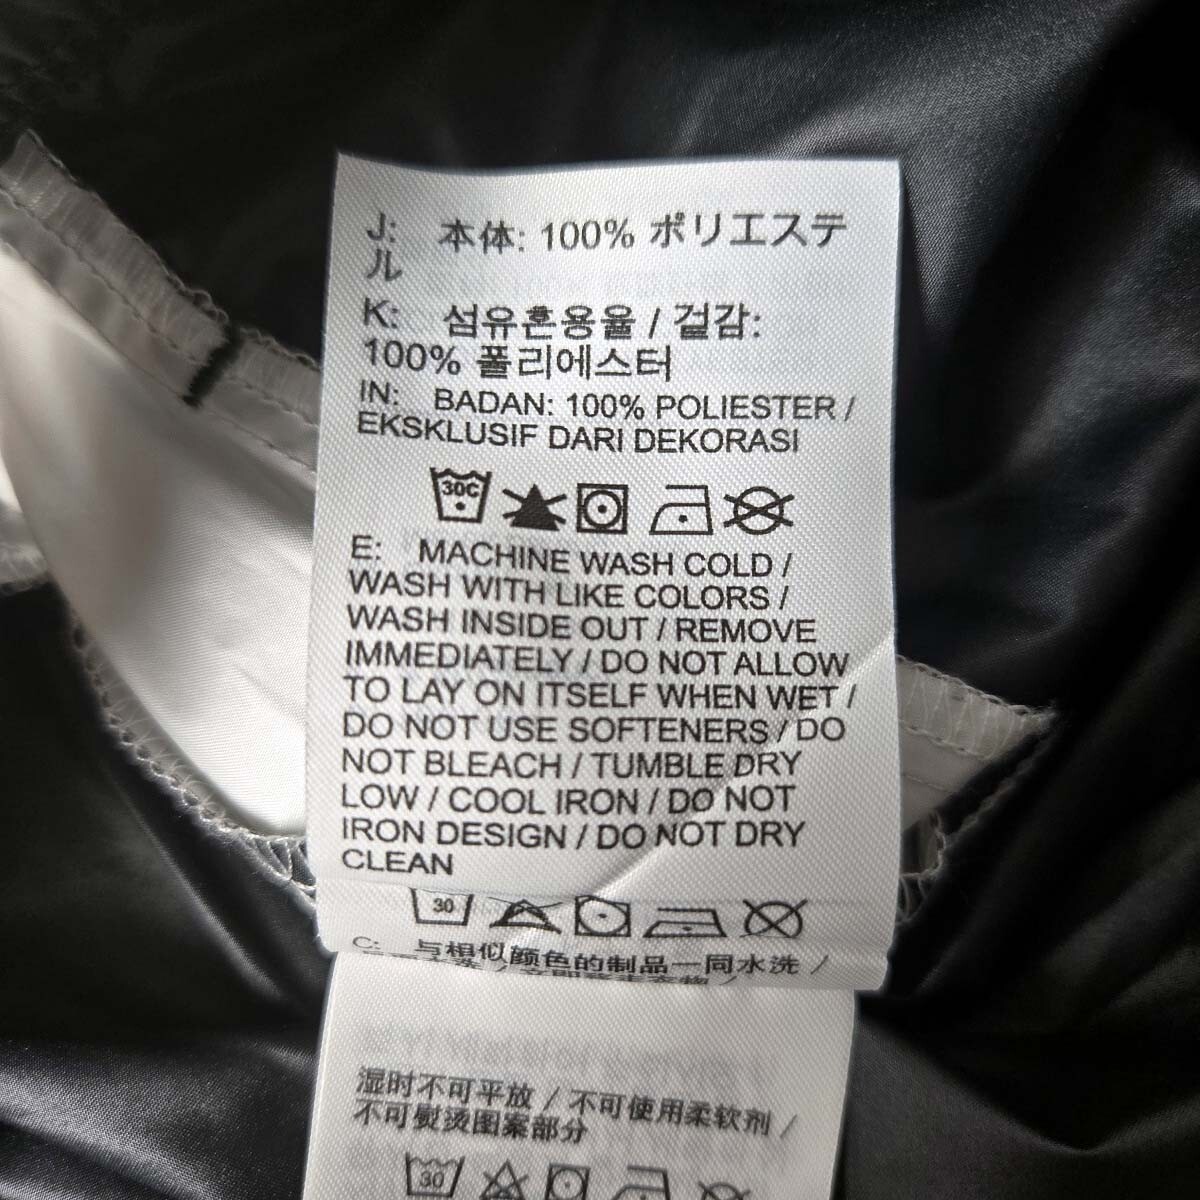 J: 本体: 100% ポリエステ
ル
K: 섬유혼용율 / 겉감:
100% 폴리에스터
IN: BADAN: 100% POLIESTER /
EKSKLUSIF DARI DEKORASI
30C
E: MACHINE WASH COLD /
WASH WITH LIKE COLORS /
WASH INSIDE OUT / REMOVE
IMMEDIATELY / DO NOT ALLOW
TO LAY ON ITSELF WHEN WET /
DO NOT USE SOFTENERS / DO
NOT BLEACH / TUMBLE DRY
LOW / COOL IRON / DO NOT
IRON DESIGN / DO NOT DRY
CLEAN
30
C: 与相似颜色的制品一同水洗 /
湿时不可平放 / 不可使用柔软剂 /
不可熨烫图案部分
30